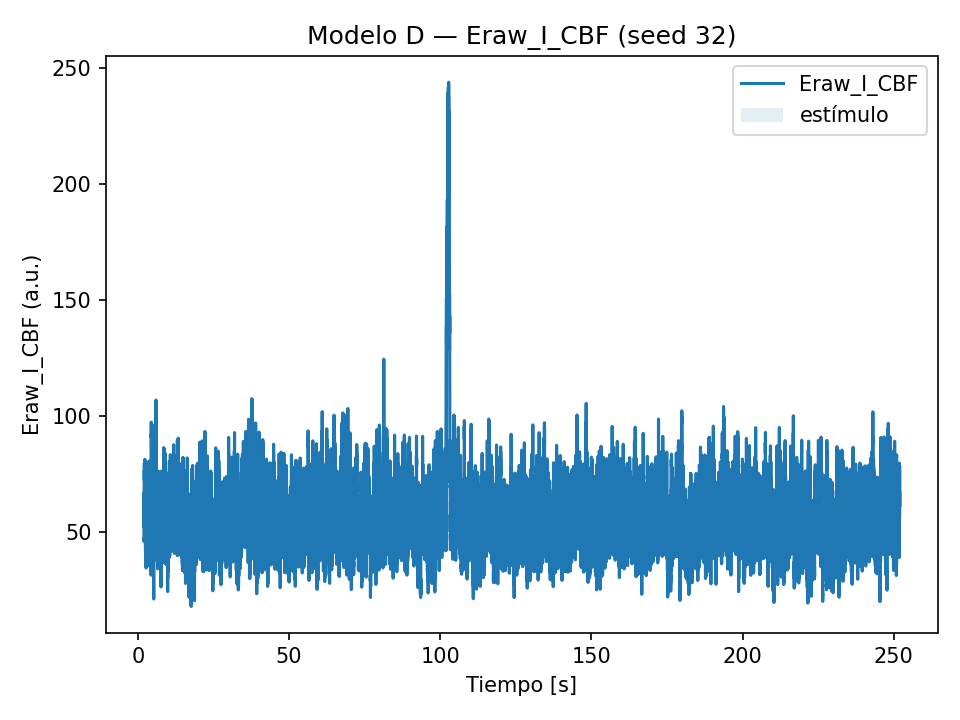 Modelo D — Eraw_I_CBF (seed 32)
Eraw_I_CBF
estímulo
250
200
150
100
50
Eraw_I_CBF (a.u.)
0 50 100 150 200 250
Tiempo [s]